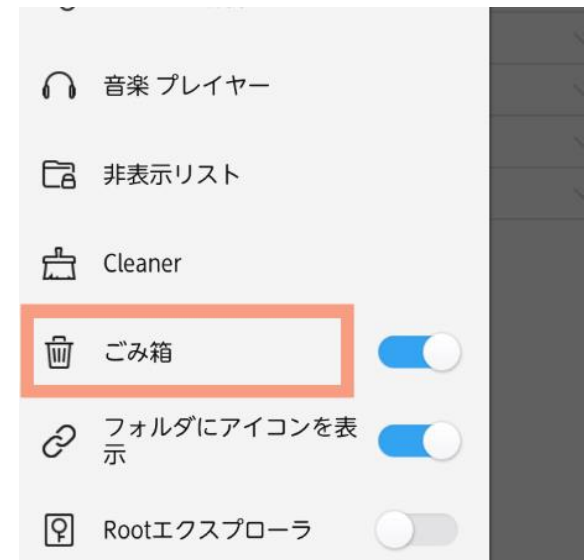 音楽 プレイヤー
非表示リスト
Cleaner
ごみ箱
フォルダにアイコンを表
示
Rootエクスプローラ